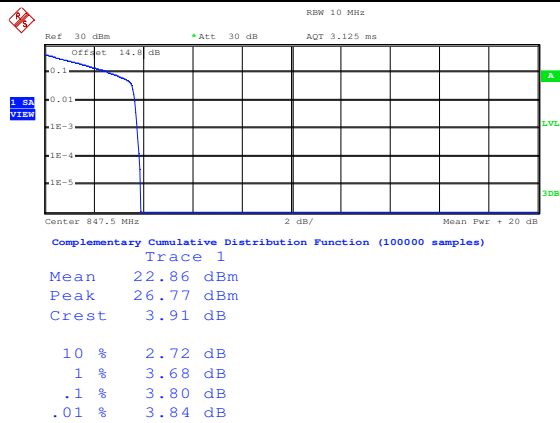 R S
RBW 10 MHz
Ref 30 dBm *Att 30 dB AQT 3.125 ms
Offset 14.8 dB
0.1
A
0.01
1 SA
VIEW
1E-3
LVL
1E-4
1E-5
3DB
Center 847.5 MHz 2 dB/ Mean Pwr + 20 dB
Complementary Cumulative Distribution Function (100000 samples)
Trace 1
Mean 22.86 dBm
Peak 26.77 dBm
Crest 3.91 dB
10 % 2.72 dB
1 % 3.68 dB
.1 % 3.80 dB
.01 % 3.84 dB